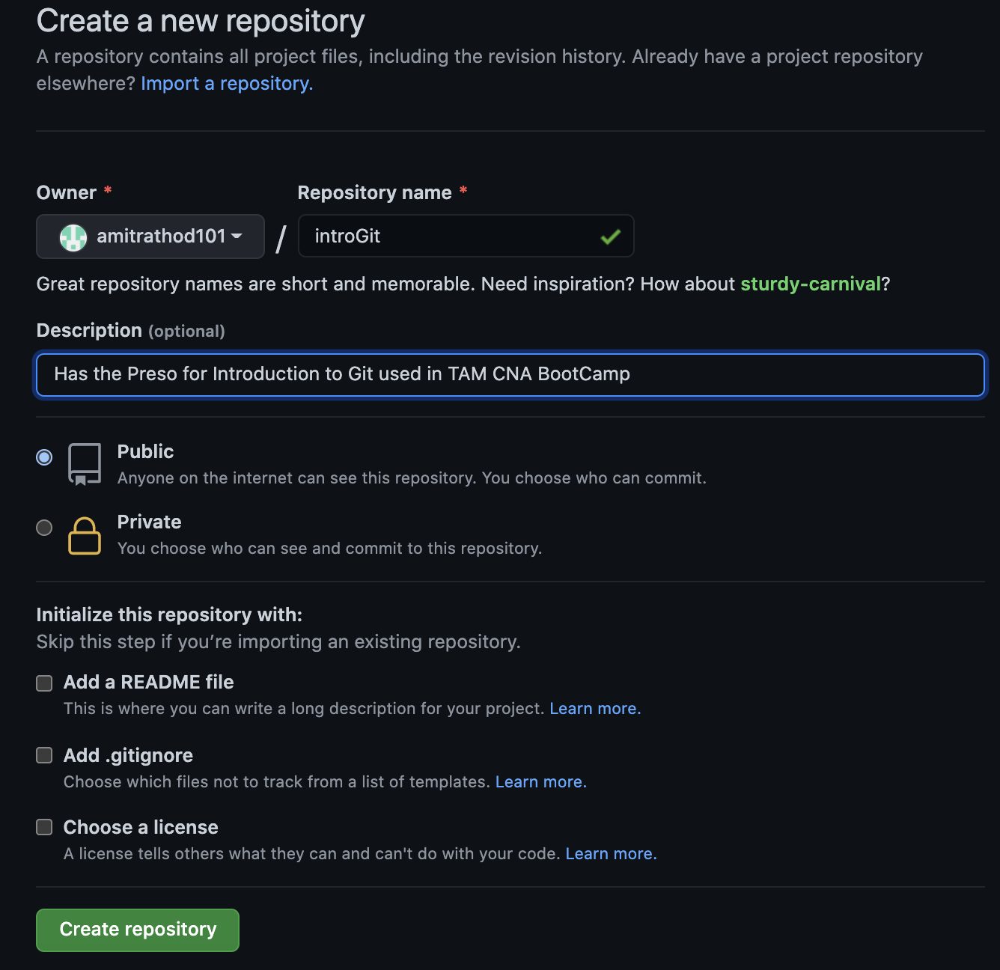 Create a new repository
A repository contains all project files, including the revision history. Already have a project repository
elsewhere? Import a repository.
Owner *
Repository name *
amitrathod101 / introGit
Great repository names are short and memorable. Need inspiration? How about sturdy-carnival?
Description (optional)
Has the Preso for Introduction to Git used in TAM CNA BootCamp
Public
Anyone on the internet can see this repository. You choose who can commit.
Private
You choose who can see and commit to this repository.
Initialize this repository with:
Skip this step if you’re importing an existing repository.
Add a README file
This is where you can write a long description for your project. Learn more.
Add .gitignore
Choose which files not to track from a list of templates. Learn more.
Choose a license
A license tells others what they can and can't do with your code. Learn more.
Create repository